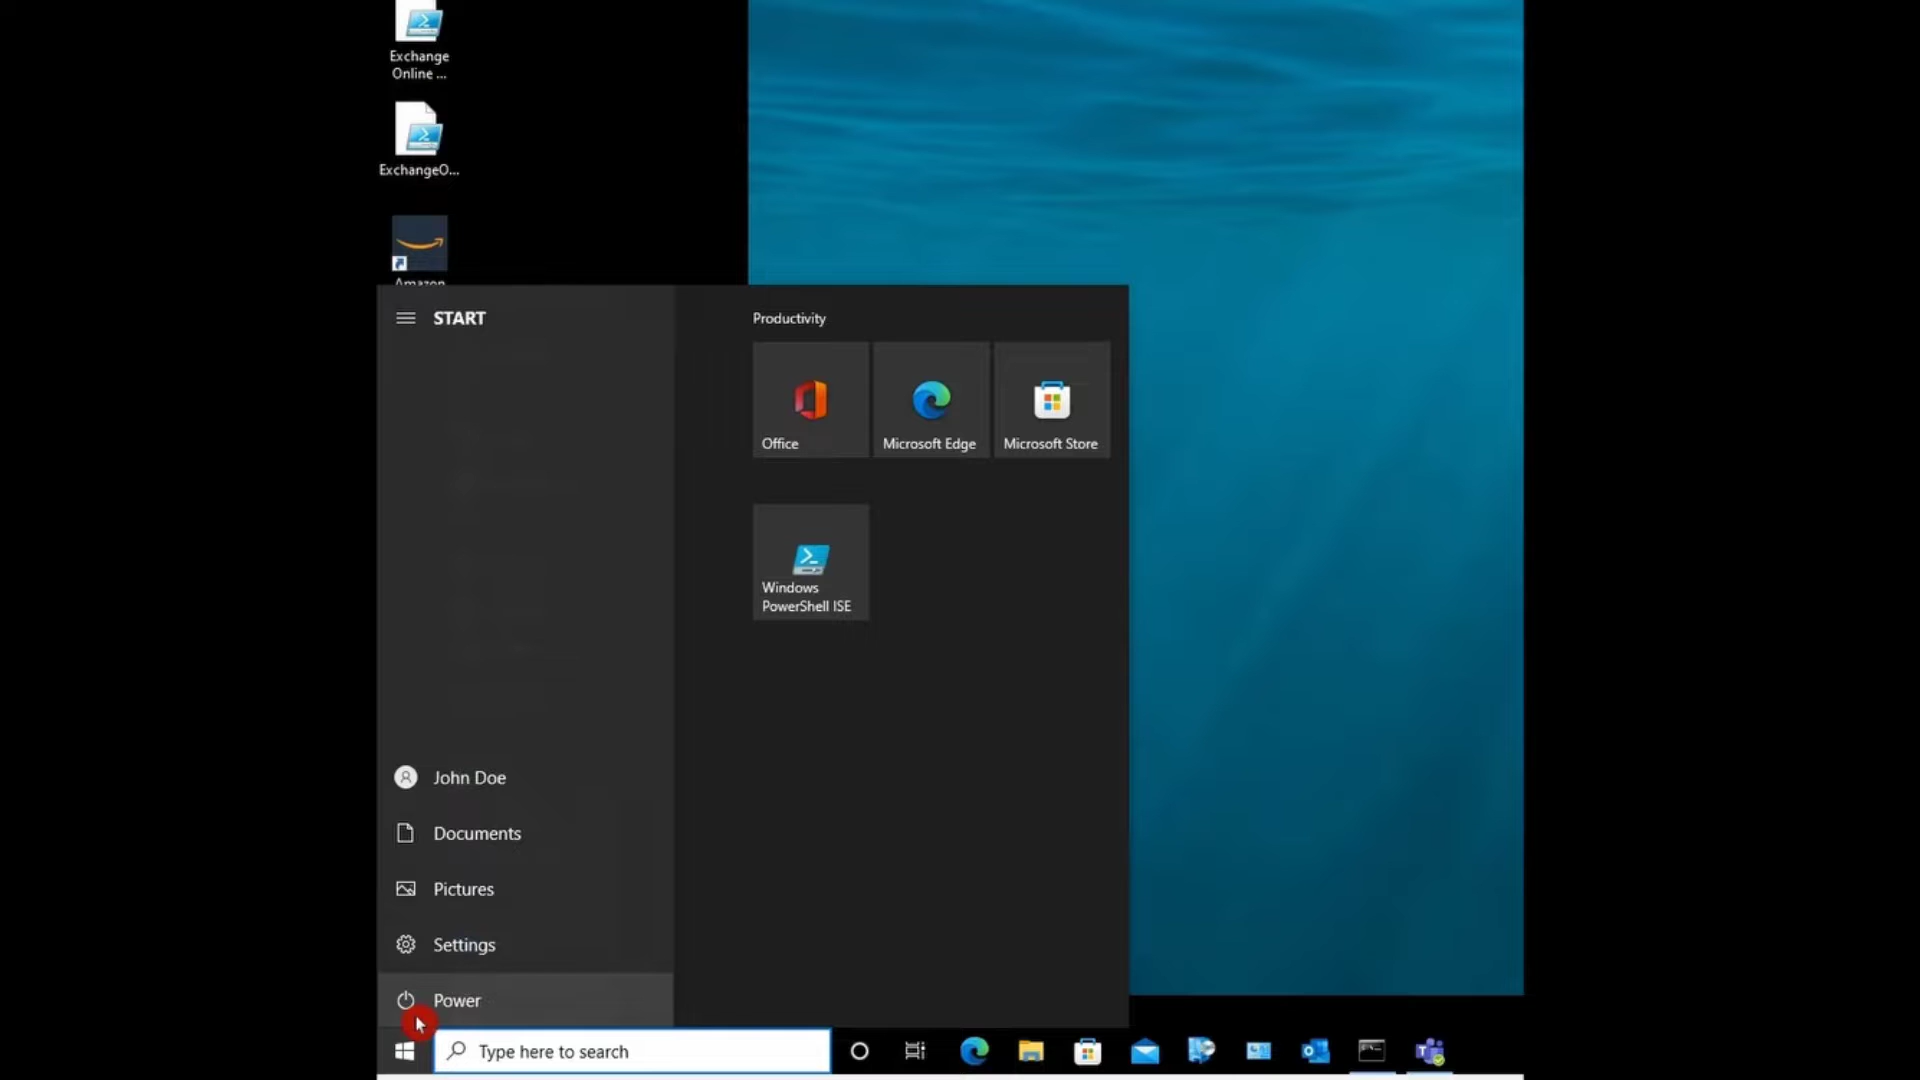 Exchange
Online ...
ExchangeO...
Amazon
START
Productivity
Office
Microsoft Edge
Microsoft Store
Windows
PowerShell ISE
John Doe
Documents
Pictures
Settings
Power
Type here to search